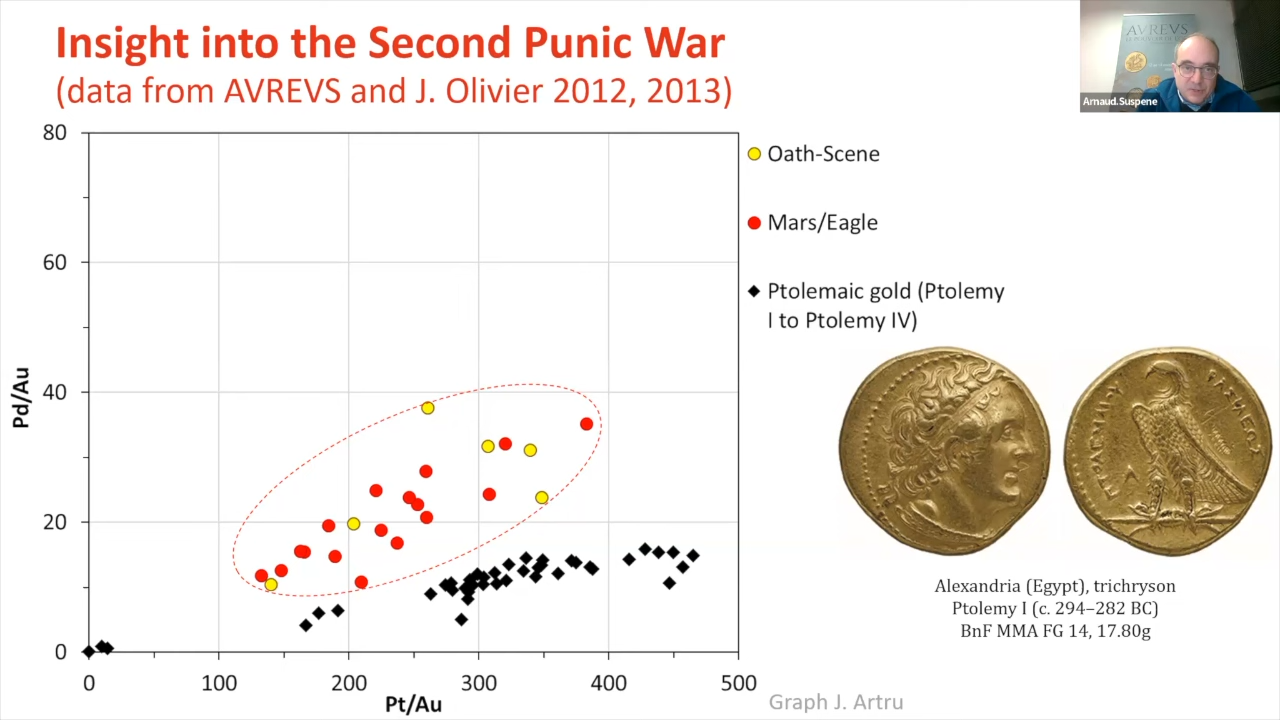 Insight into the Second Punic War
(data from AVREVS and J. Olivier 2012, 2013)
AVREVS
Arnaud.Suspene
80
60
40
20
0
Pd/Au
0
100
200
300
400
500
Pt/Au
Oath-Scene
Mars/Eagle
Ptolemaic gold (Ptolemy
I to Ptolemy IV)
Alexandria (Egypt), trichryson
Ptolemy I (c. 294–282 BC)
BnF MMA FG 14, 17.80g
Graph J. Artru